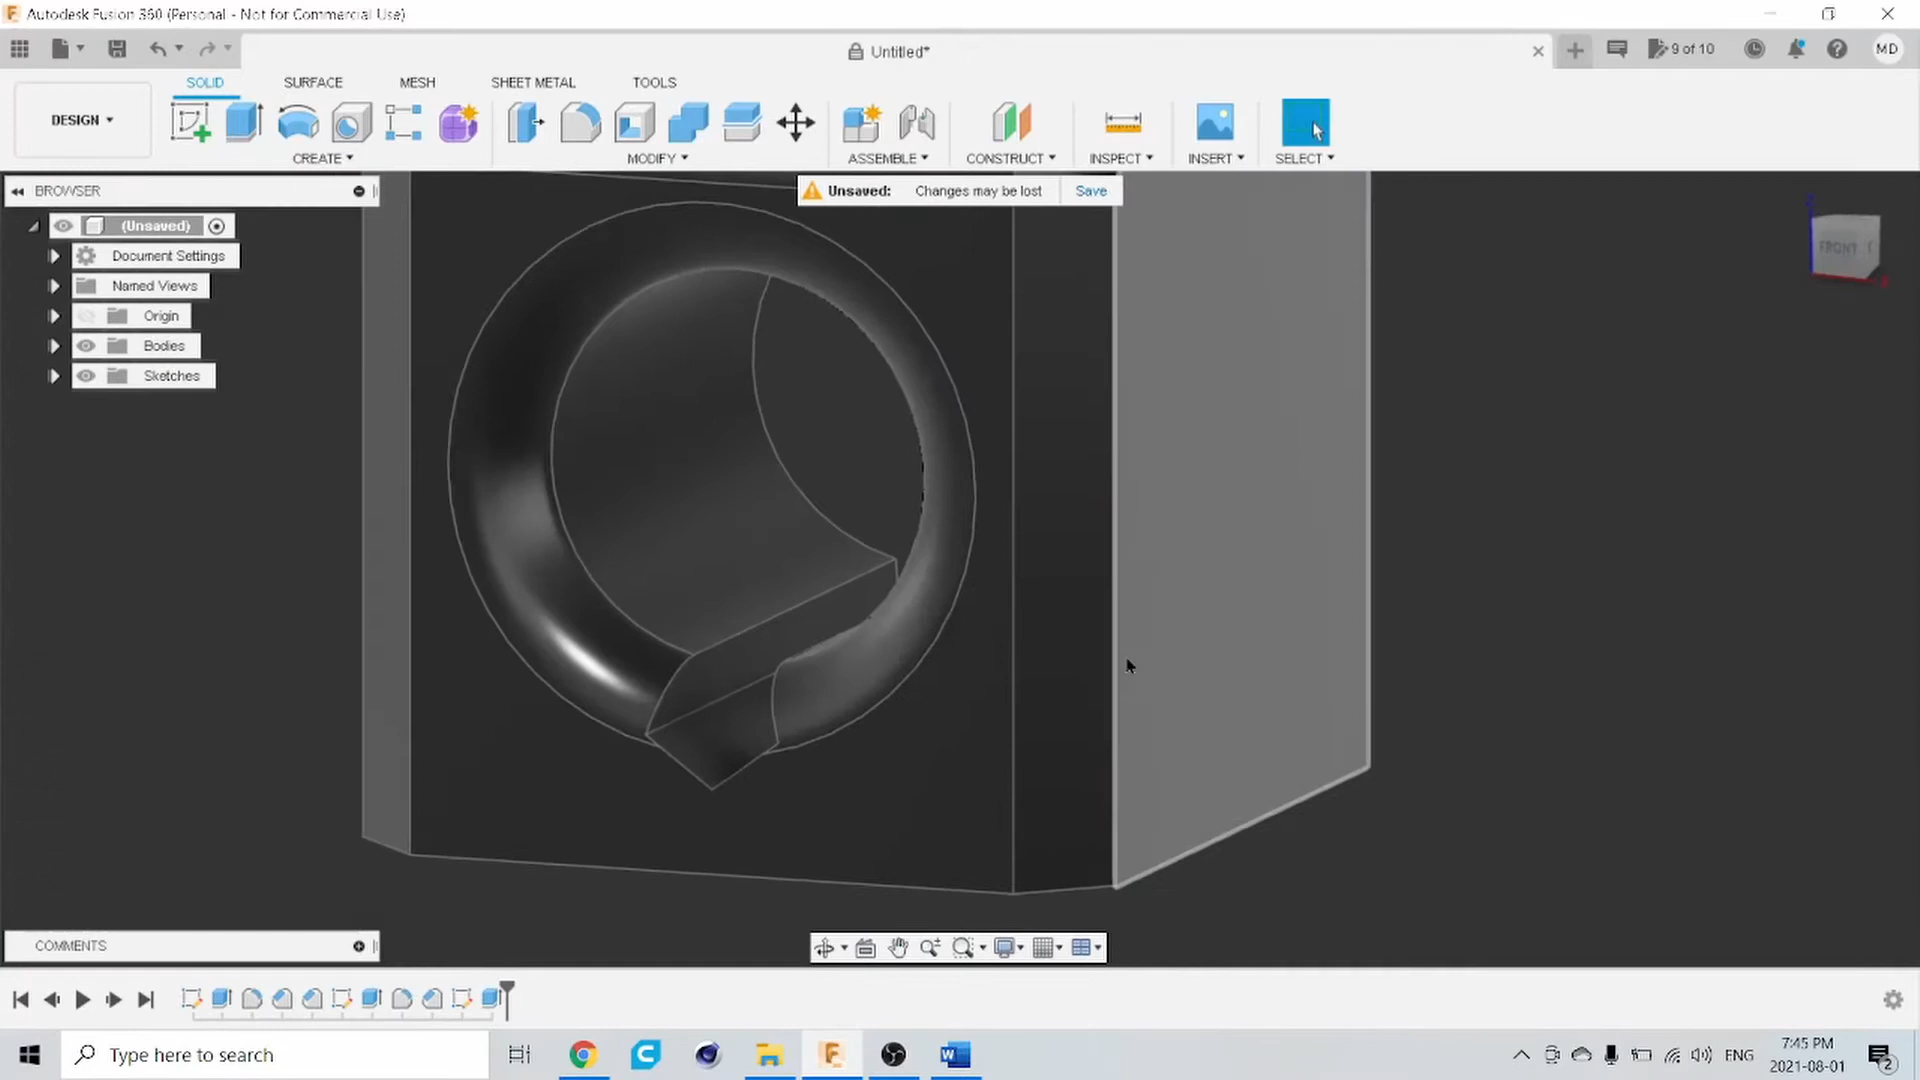 Autodesk Fusion 360 (Personal - Not for Commercial Use)
Untitled*
9 of 10
MD
DESIGN
SOLID
SURFACE
MESH
SHEET METAL
TOOLS
CREATE
MODIFY
ASSEMBLE
CONSTRUCT
INSPECT
INSERT
SELECT
BROWSER
Unsaved: Changes may be lost Save
(Unsaved)
Document Settings
Named Views
Origin
Bodies
Sketches
FRONT
COMMENTS
Type here to search
ENG
7:45 PM
2021-08-01
2